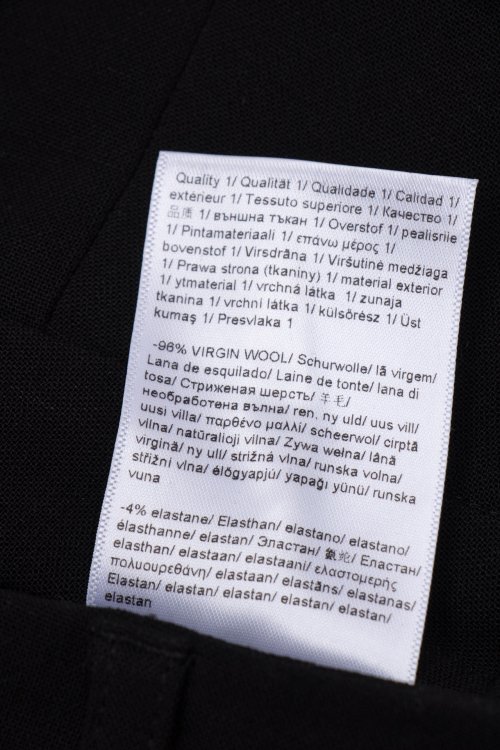 Quality 1/ Qualität 1/ Qualidade 1/ Calidad 1/
extérieur 1/ Tessuto superiore 1/ Качество 1/
品质 1/ външна тъкан 1/ Overstof 1/ pealisriie
1/ Pintamateriaali 1/ επάνω μέρος 1/
bovenstof 1/ Virsdrāna 1/ Viršutinė medžiaga
1/ Prawa strona (tkaniny) 1/ material exterior
1/ ytmaterial 1/ vrchná látka 1/ zunaja
tkanina 1/ vrchní látka 1/ külsőrész 1/ Üst
kumaş 1/ Presvlaka 1
-96% VIRGIN WOOL/ Schurwolle/ lã virgem/
Lana de esquilado/ Laine de tonte/ lana di
tosa/ Стриженая шерсть/ 羊毛/
необработена вълна/ ren. ny uld/ uus vill/
uusi villa/ παρθένο μαλλί/ scheerwol/ cirptā
vilna/ natūralioji vilna/ Żywa wełna/ lână
virgină/ ny ull/ strižná vlna/ runska volna/
střižní vlna/ élőgyapjú/ yapağı yünü/ runska
vuna
-4% elastane/ Elasthan/ elastano/ elastano/
élasthanne/ elastan/ Эластан/ 氨纶/ Еластан/
elasthan/ elastaan/ elastaani/ ελαστομερής
πολυουρεθάνη/ elastaan/ elastāns/ elastanas/
Elastan/ elastan/ elastan/ elastan/ elastan/
elastan/ elastan/ elastan/ elastan/ elastan/
elastan